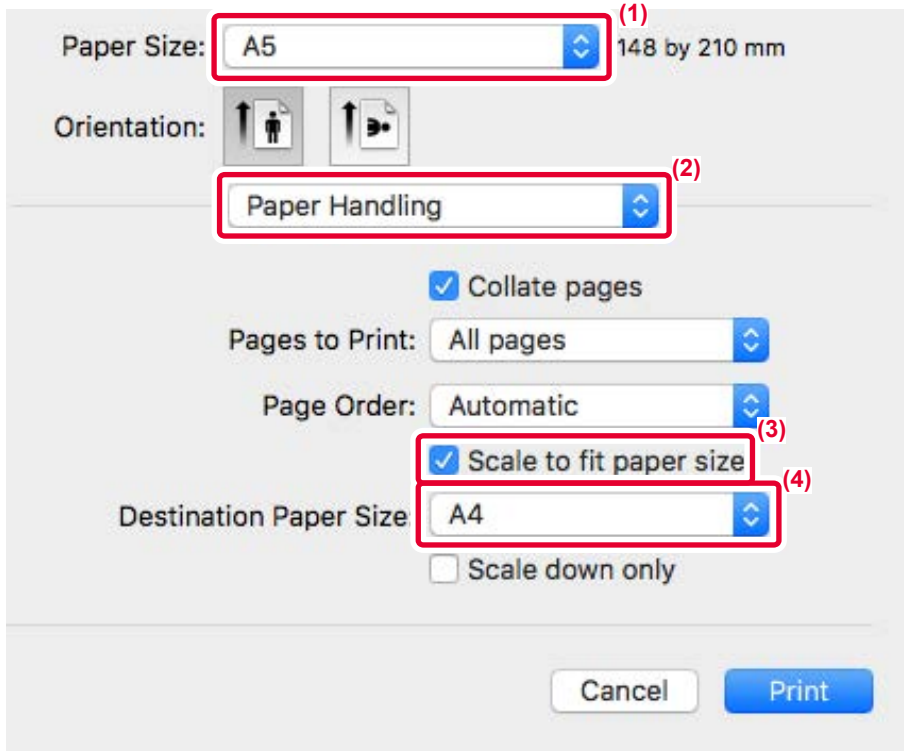 (1)
Paper Size: A5 148 by 210 mm
Orientation:
(2)
Paper Handling
Collate pages
Pages to Print: All pages
Page Order: Automatic
(3)
Scale to fit paper size
(4)
Destination Paper Size: A4
Scale down only
Cancel Print